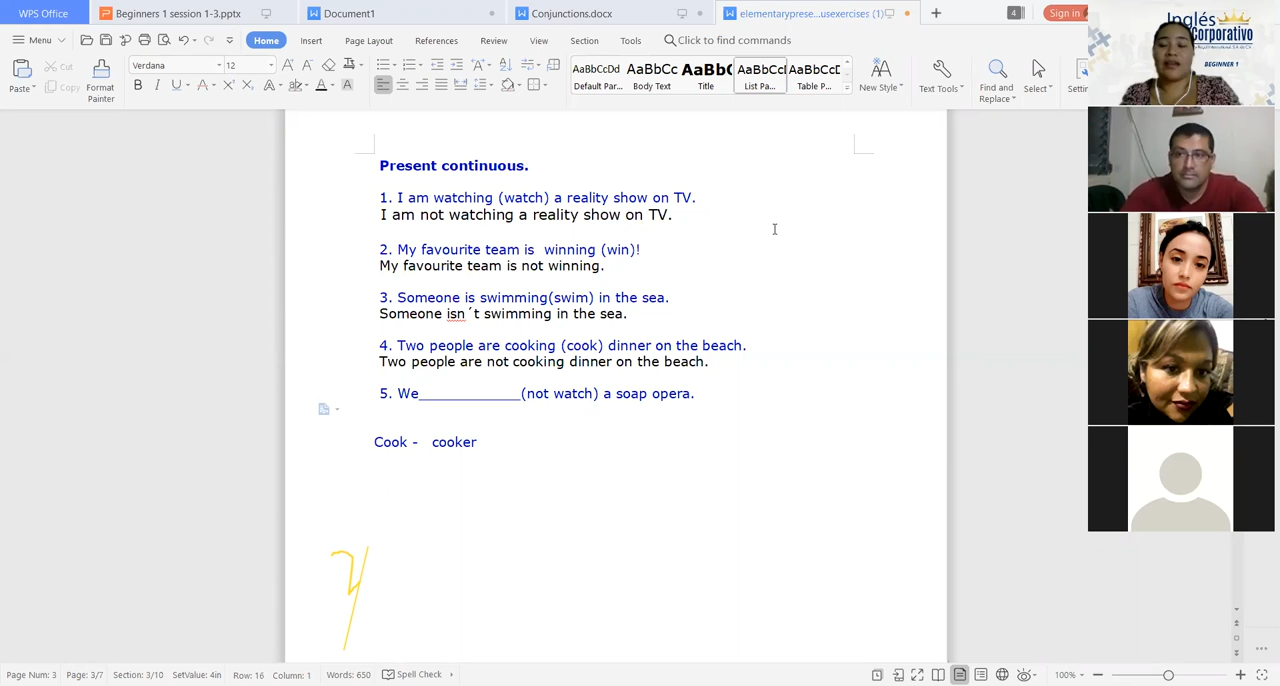 WPS Office
Beginners 1 session 1-3.pptx
Document1
Conjunctions.docx
elementaryprese...usexercises (1)
4
Sign in
Menu
Home
Insert
Page Layout
References
Review
View
Section
Tools
Click to find commands
Paste
Cut
Copy
Format Painter
Verdana
12
AaBbCcDd
Default Par...
AaBbCc
Body Text
AaBb
Title
AaBbCcl
List Pa...
AaBbCcD
Table P...
New Style
Text Tools
Find and Replace
Select
Settin
Inglés
Corporativo
BEGINNER 1
Present continuous.
1. I am watching (watch) a reality show on TV.
I am not watching a reality show on TV.
2. My favourite team is  winning (win)!
My favourite team is not winning.
3. Someone is swimming(swim) in the sea.
Someone isn´t swimming in the sea.
4. Two people are cooking (cook) dinner on the beach.
Two people are not cooking dinner on the beach.
5. We____________(not watch) a soap opera.
Cook -   cooker
Page Num: 3
Page: 3/7
Section: 3/10
SetValue: 4in
Row: 16
Column: 1
Words: 650
Spell Check
100%